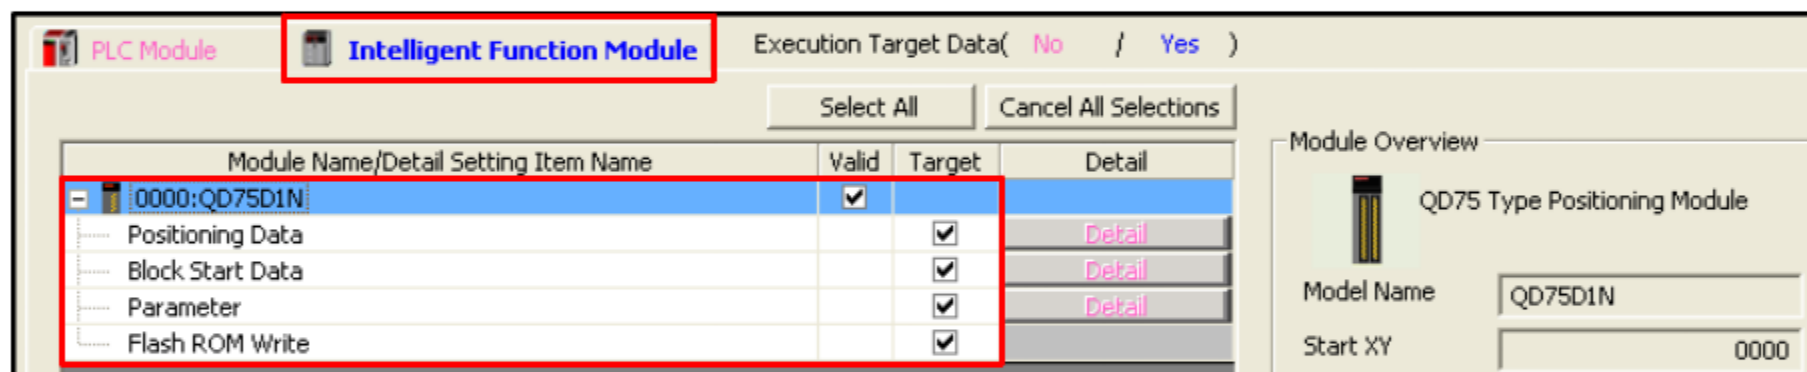 PLC Module Intelligent Function Module Execution Target Data( No / Yes )
Select All Cancel All Selections
Module Name/Detail Setting Item Name Valid Target Detail
0000:QD75D1N
Positioning Data Detail
Block Start Data Detail
Parameter Detail
Flash ROM Write
Module Overview
QD75 Type Positioning Module
Model Name QD75D1N
Start XY 0000